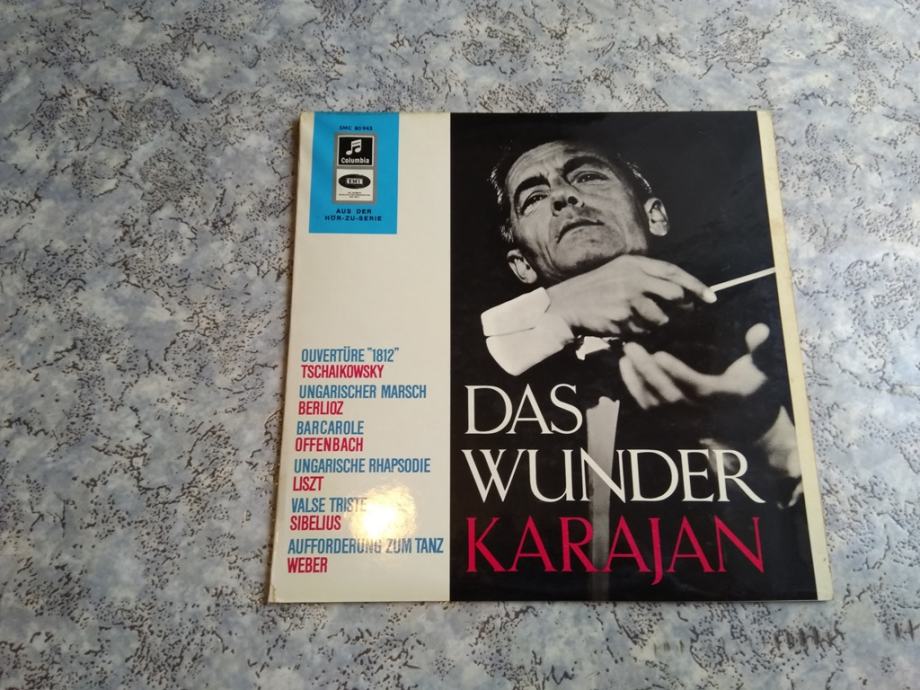 SMC 80 943
Columbia
EMI
AUS DER
HÖR-ZU-SERIE
OUVERTÜRE "1812"
TSCHAIKOWSKY
UNGARISCHER MARSCH
BERLIOZ
BARCAROLE
OFFENBACH
UNGARISCHE RHAPSODIE
LISZT
VALSE TRISTE
SIBELIUS
AUFFORDERUNG ZUM TANZ
WEBER
DAS
WUNDER
KARAJAN